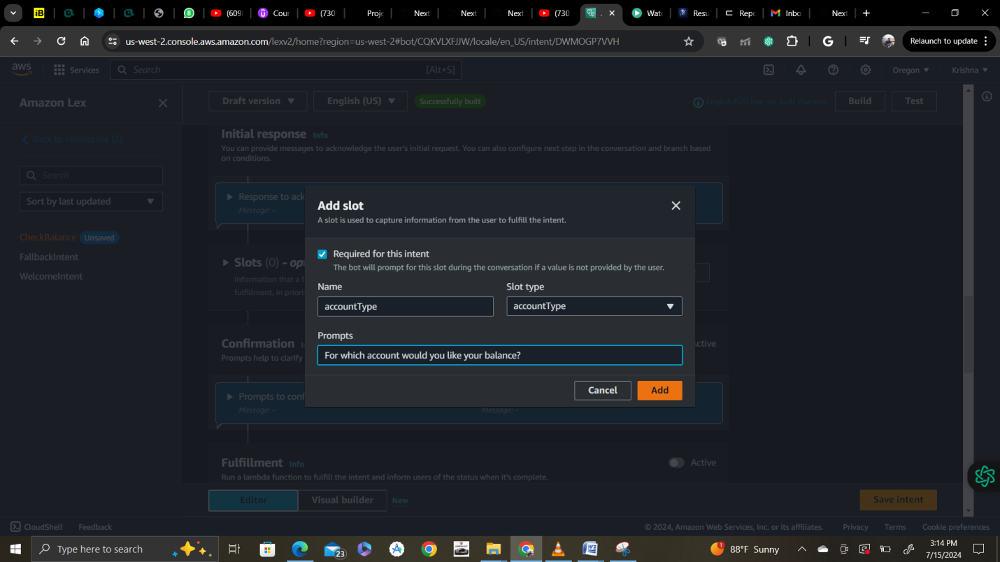 iB
(609
Cour
(730
Proje
Next
Next
Next
(730
.
Watc
Resu
Repo
Inbo
Next
us-west-2.console.aws.amazon.com/lexv2/home?region=us-west-2#bot/CQKVLXFJJW/locale/en_US/intent/DWMOGP7VVH
Relaunch to update
aws
Services
Search
[Alt+S]
Oregon
Krishna
Amazon Lex
Draft version
English (US)
Successfully built
English (US) has not built changes.
Build
Test
Back to intents list (3)
Initial response Info
You can provide messages to acknowledge the user's initial request. You can also configure next step in the conversation and branch based
on conditions.
Search
Sort by last updated
Response to ack
Message: -
CheckBalance Unsaved
FallbackIntent
WelcomeIntent
Add slot
A slot is used to capture information from the user to fulfill the intent.
Required for this intent
The bot will prompt for this slot during the conversation if a value is not provided by the user.
Name
Slot type
accountType
accountType
Prompts
For which account would you like your balance?
Cancel
Add
Slots (0) - op
Information that a
fulfillment, in priori
Confirmation
Active
Prompts help to clarify
Prompts to conf
Message: -
Message: -
Fulfillment Info
Active
Run a lambda function to fulfill the intent and inform users of the status when it's complete.
Editor
Visual builder
New
Save intent
CloudShell
Feedback
© 2024, Amazon Web Services, Inc. or its affiliates.
Privacy
Terms
Cookie preferences
Type here to search
23
1
88°F Sunny
3:14 PM
7/15/2024